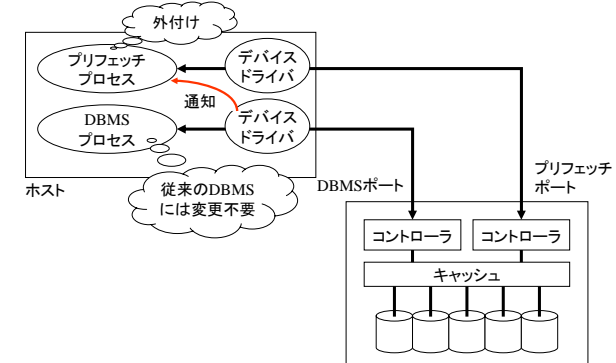 外付け
プリフェッチ
プロセス
デバイス
ドライバ
通知
DBMS
プロセス
デバイス
ドライバ
ホスト
従来のDBMS
には変更不要
DBMSポート
プリフェッチ
ポート
コントローラ
コントローラ
キャッシュ